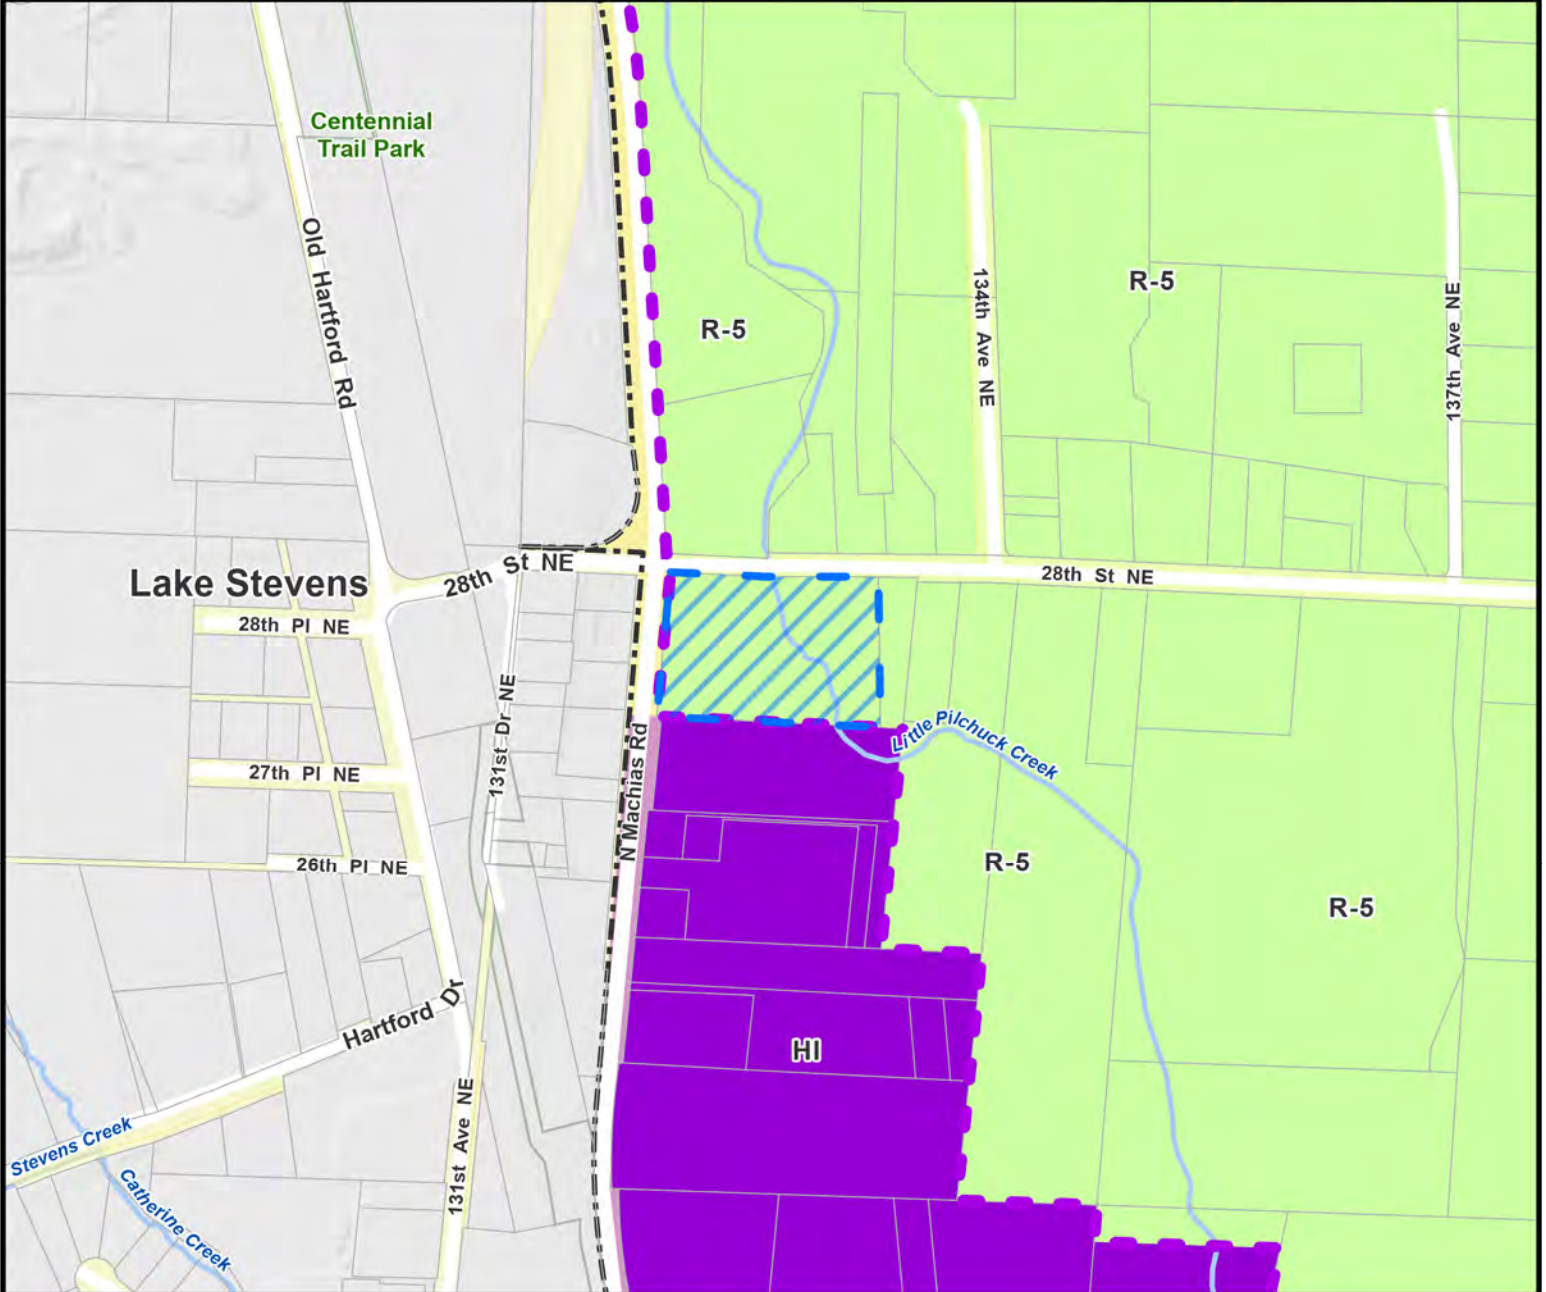 Centennial
Trail Park
Old Hartford Rd
134th Ave NE
R-5
137th Ave NE
R-5
Lake Stevens
28th St NE
28th St NE
28th Pl NE
131st Dr NE
27th Pl NE
N Machias Rd
Little Pilchuck Creek
26th Pl NE
R-5
R-5
Hartford Dr
HI
131st Ave NE
Stevens Creek
Catherine Creek